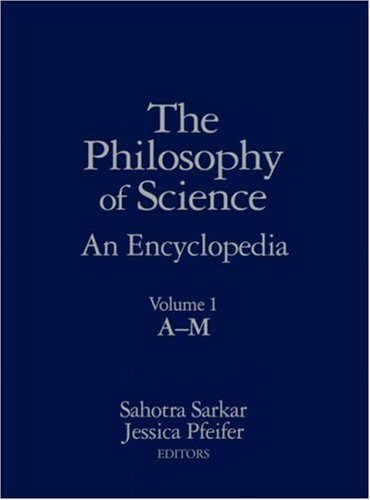 The
Philosophy
of Science
An Encyclopedia
Volume 1
A–M
Sahotra Sarkar
Jessica Pfeifer
EDITORS